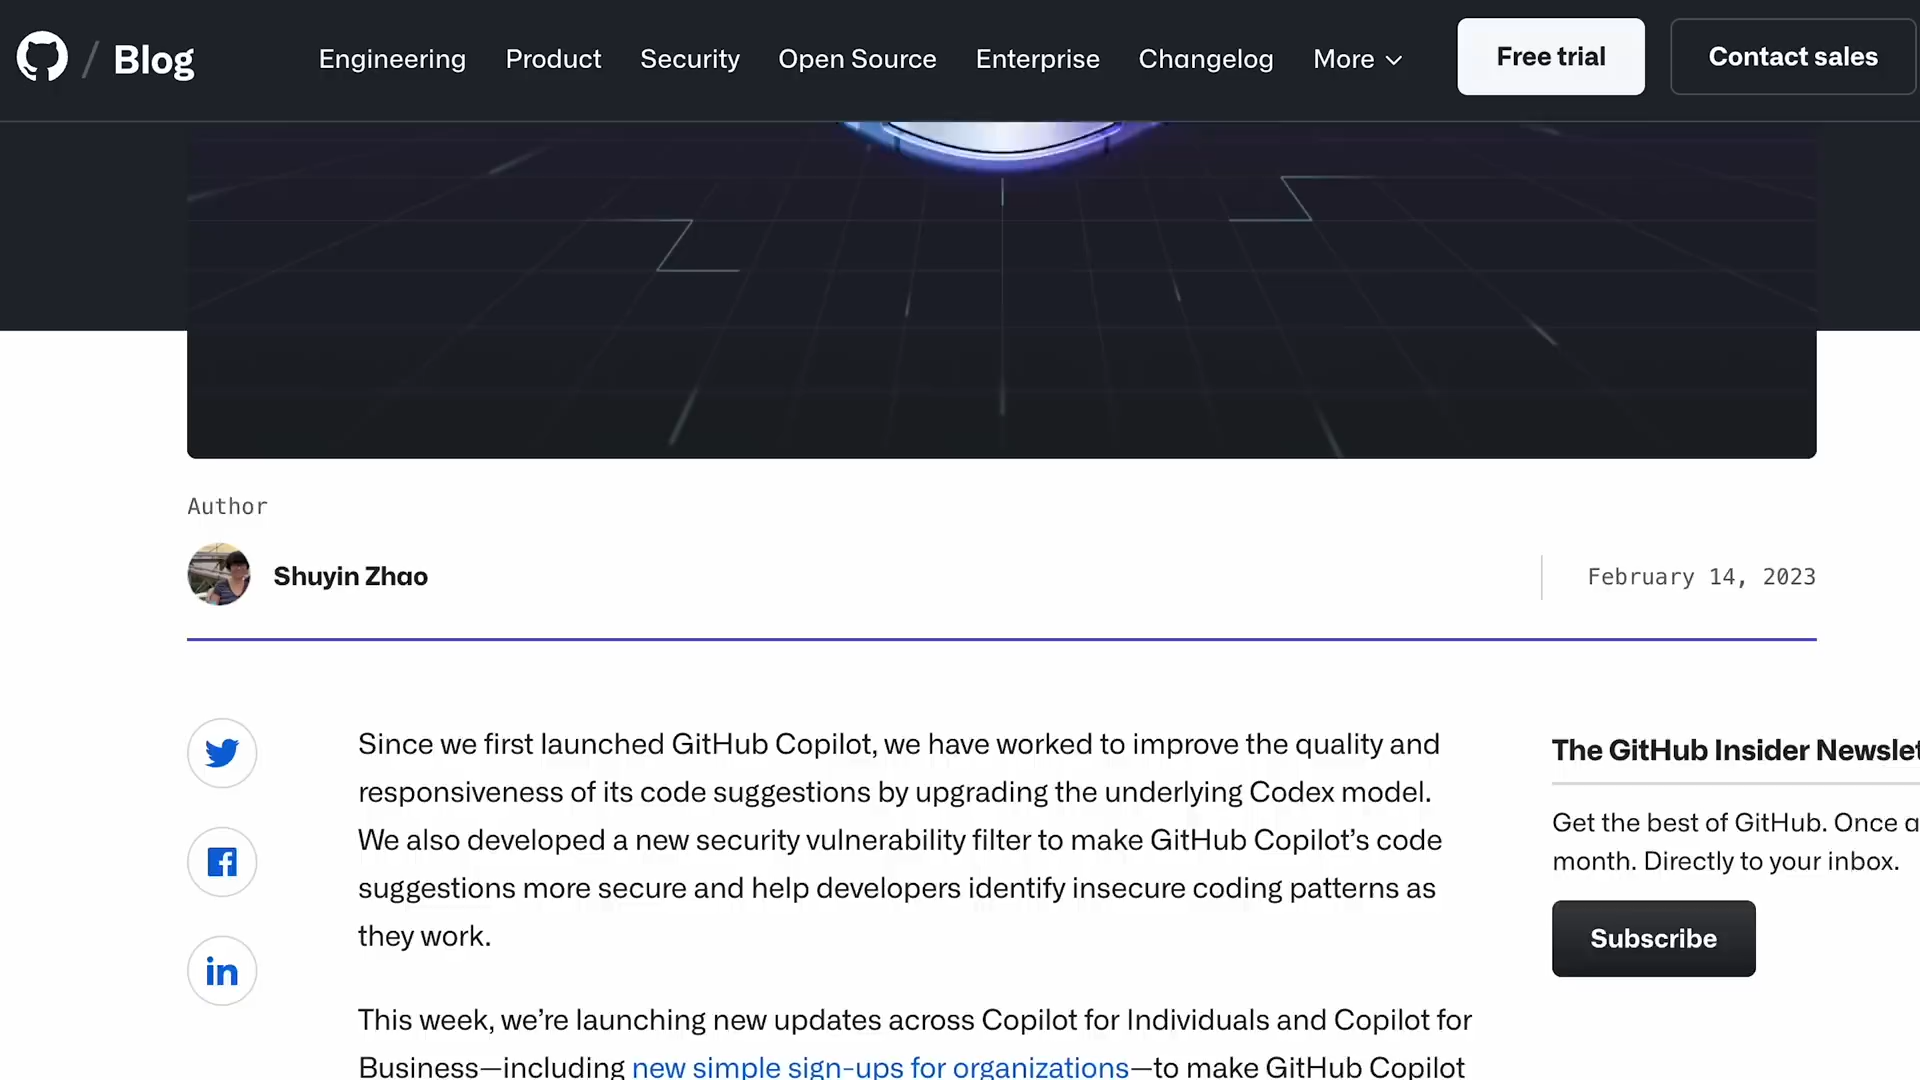 / Blog Engineering Product Security Open Source Enterprise Changelog More Free trial Contact sales
Author
Shuyin Zhao
February 14, 2023
Since we first launched GitHub Copilot, we have worked to improve the quality and
responsiveness of its code suggestions by upgrading the underlying Codex model.
We also developed a new security vulnerability filter to make GitHub Copilot’s code
suggestions more secure and help developers identify insecure coding patterns as
they work.
This week, we’re launching new updates across Copilot for Individuals and Copilot for
Business—including new simple sign-ups for organizations—to make GitHub Copilot
The GitHub Insider Newslet
Get the best of GitHub. Once a
month. Directly to your inbox.
Subscribe